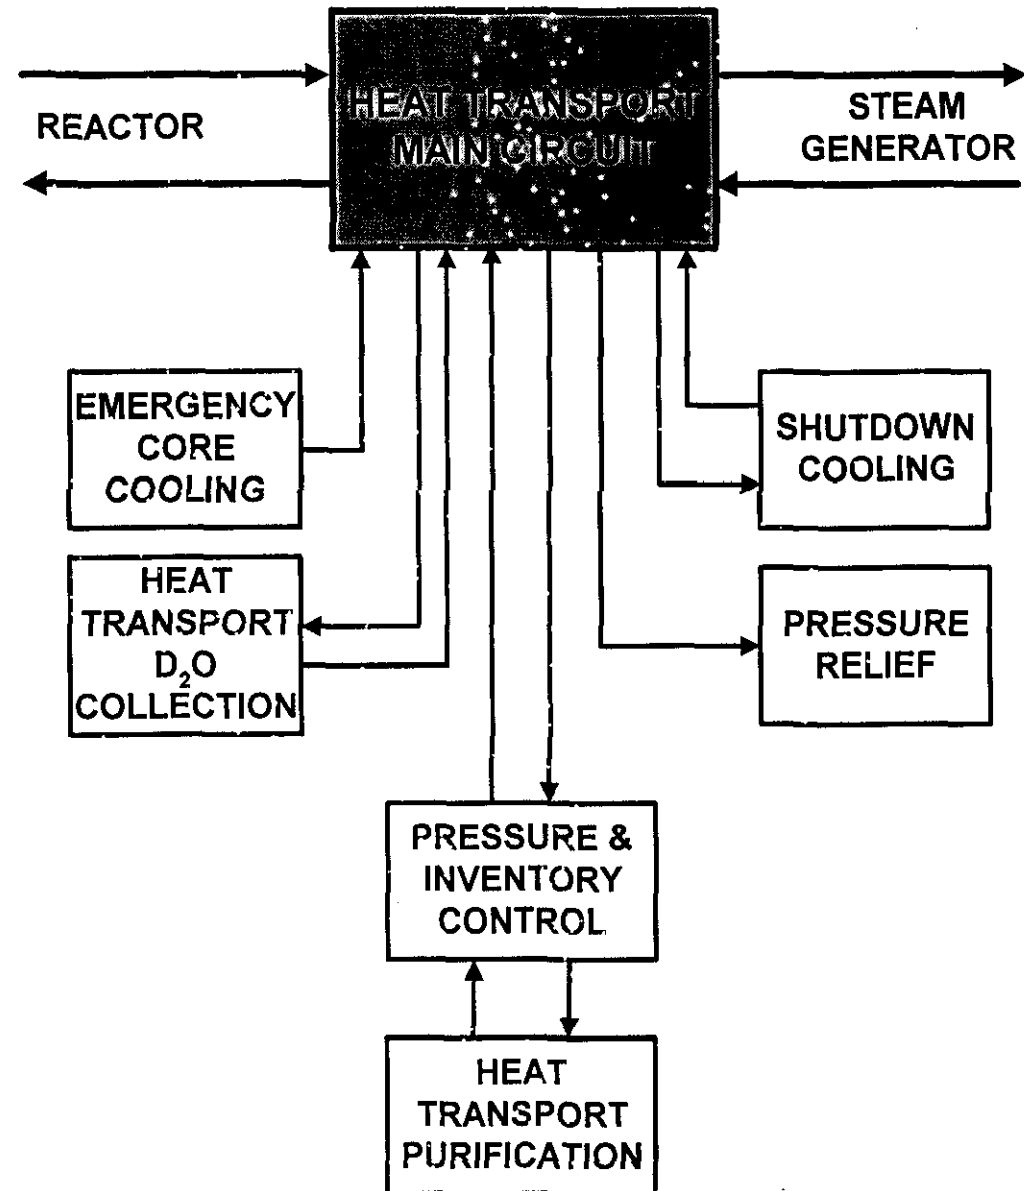 HEAT TRANSPORT
MAIN CIRCUIT
REACTOR
STEAM
GENERATOR
EMERGENCY
CORE
COOLING
SHUTDOWN
COOLING
HEAT
TRANSPORT
D₂O
COLLECTION
PRESSURE
RELIEF
PRESSURE &
INVENTORY
CONTROL
HEAT
TRANSPORT
PURIFICATION